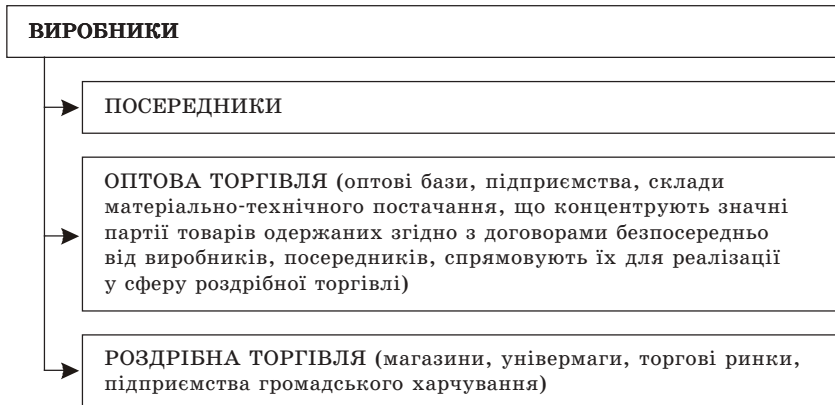 ВИРОБНИКИ
ПОСЕРЕДНИКИ
ОПТОВА ТОРГІВЛЯ (оптові бази, підприємства, склади
матеріально-технічного постачання, що концентрують значні
партії товарів одержаних згідно з договорами безпосередньо
від виробників, посередників, спрямовують їх для реалізації
у сферу роздрібної торгівлі)
РОЗДРІБНА ТОРГІВЛЯ (магазини, універмаги, торгові ринки,
підприємства громадського харчування)